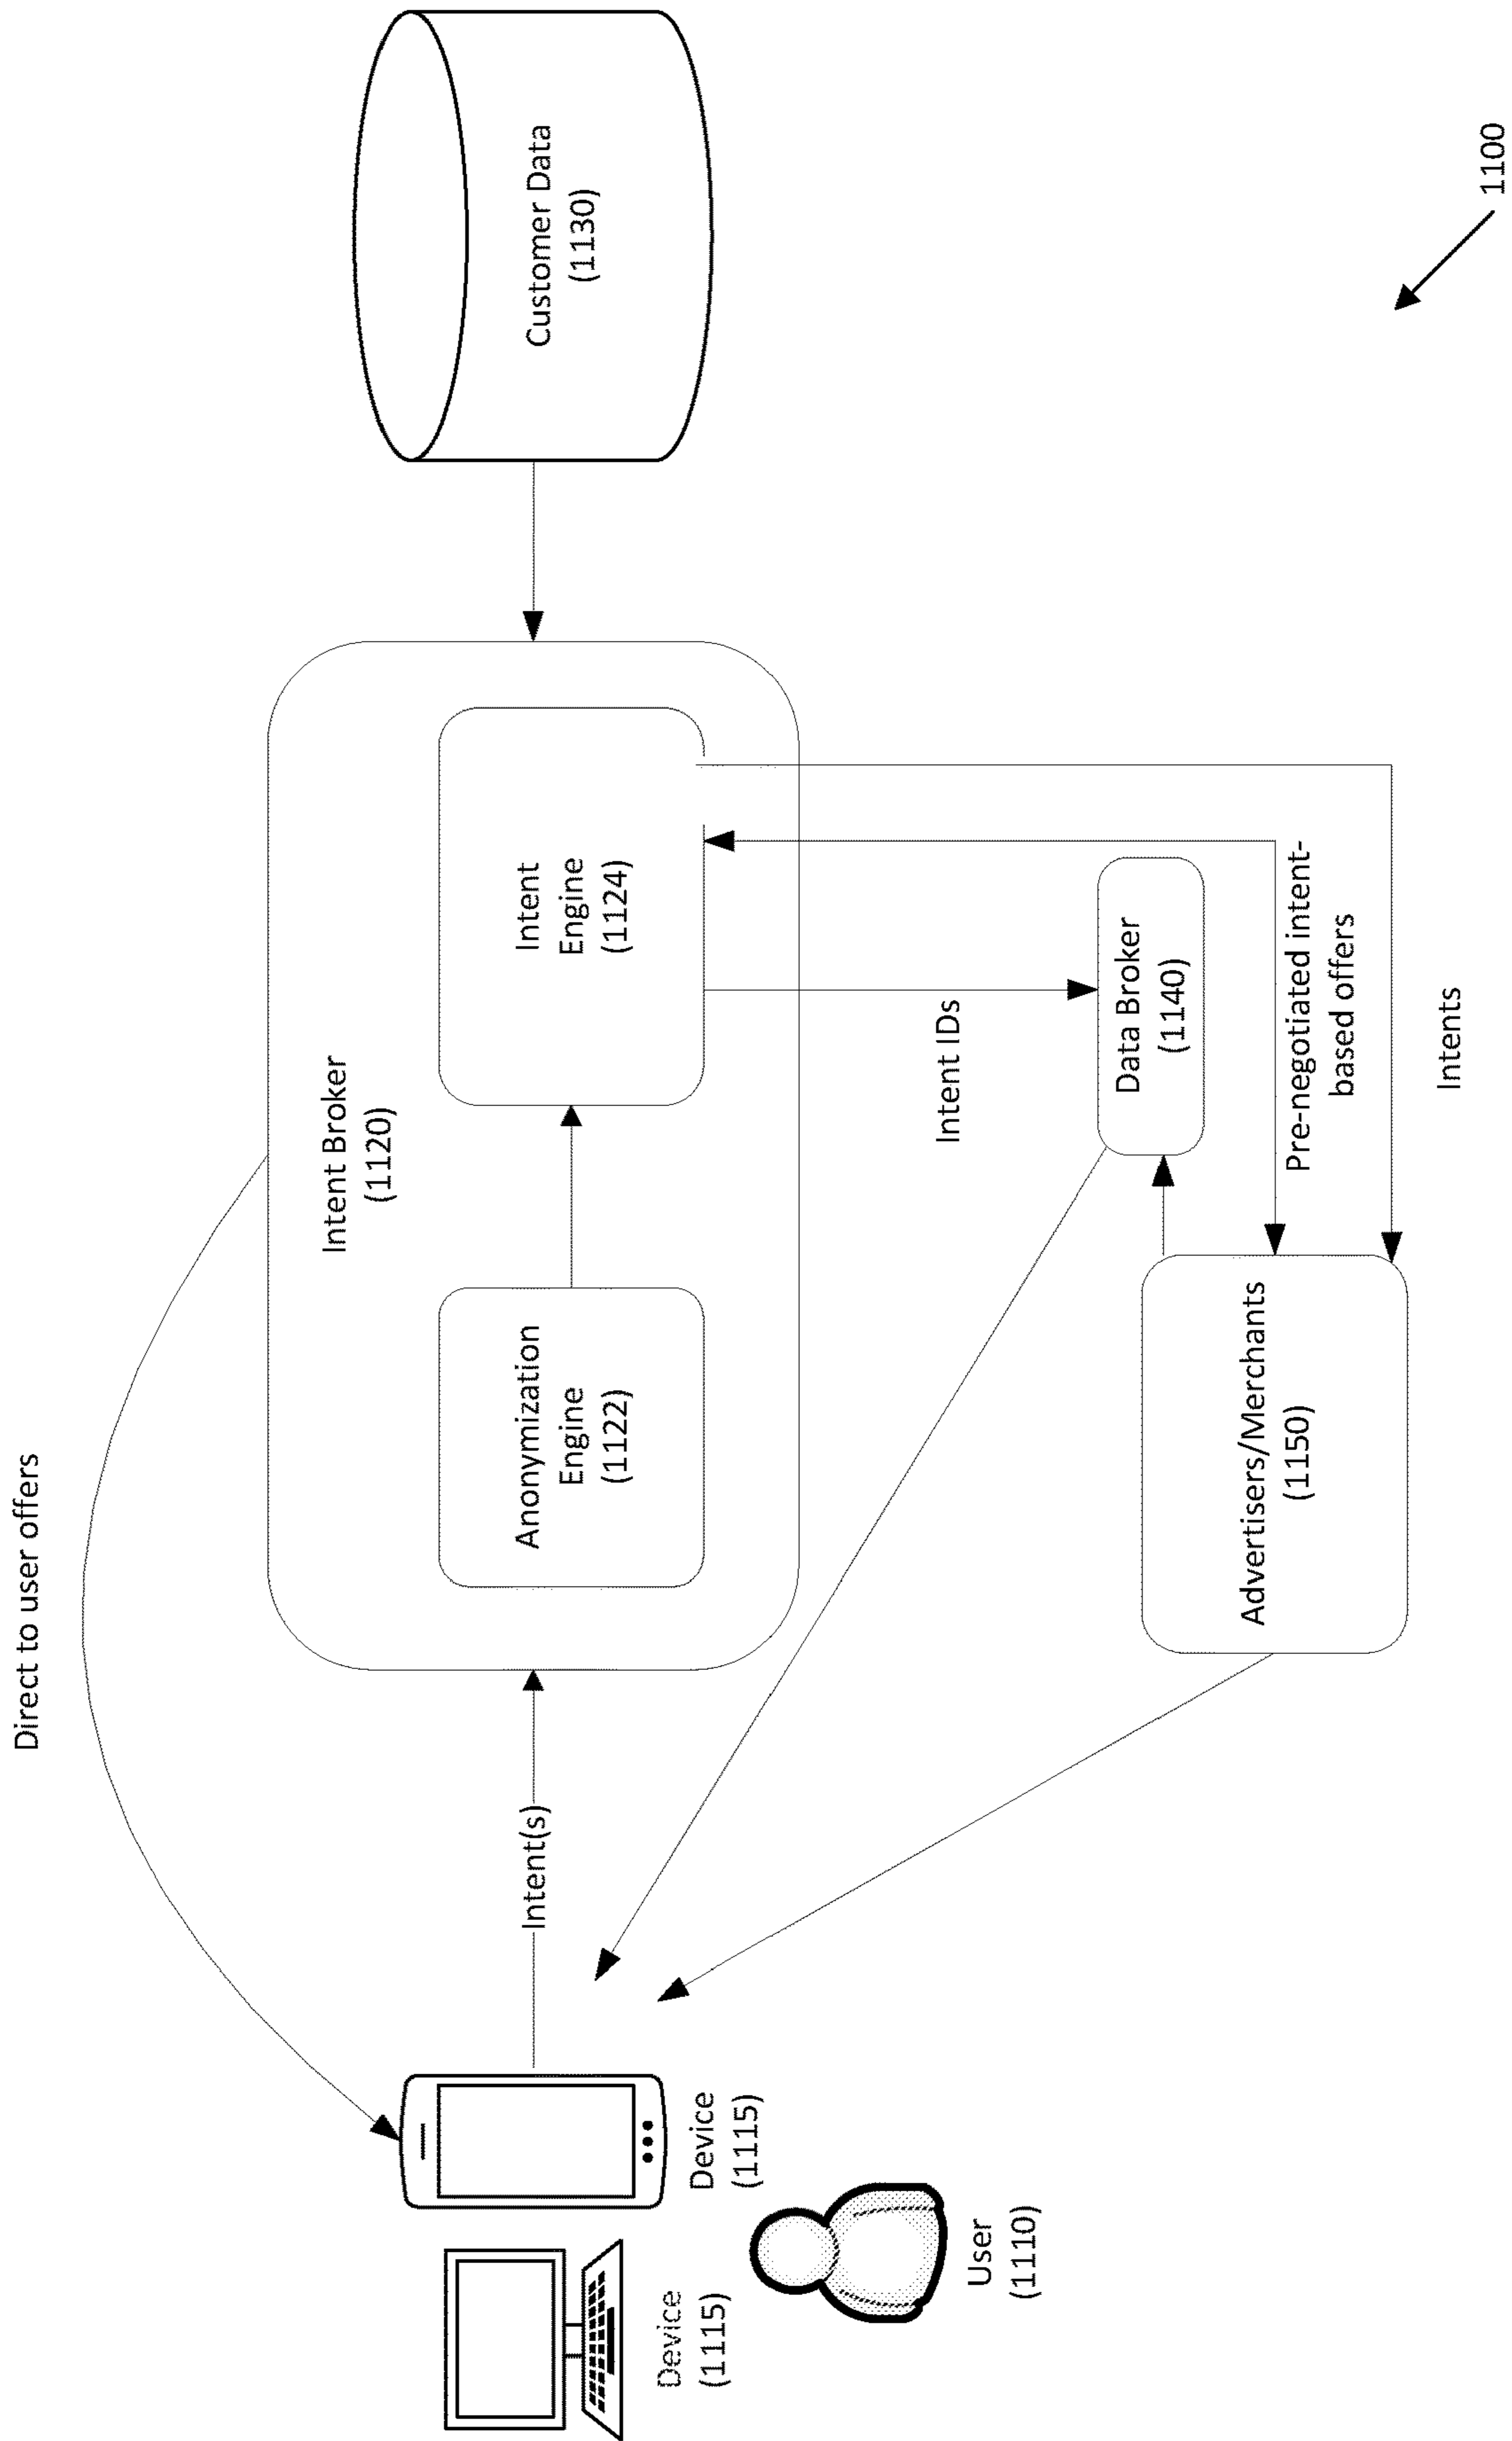 Direct to user offers
Intent Broker
(1120)
Customer Data
(1130)
Anonymization
Engine
(1122)
Intent
Engine
(1124)
Intent(s)
Device
(1115)
Device
(1115)
User
(1110)
Intent IDs
Data Broker
(1140)
Advertisers/Merchants
(1150)
Pre-negotiated intent-
based offers
Intents
1100